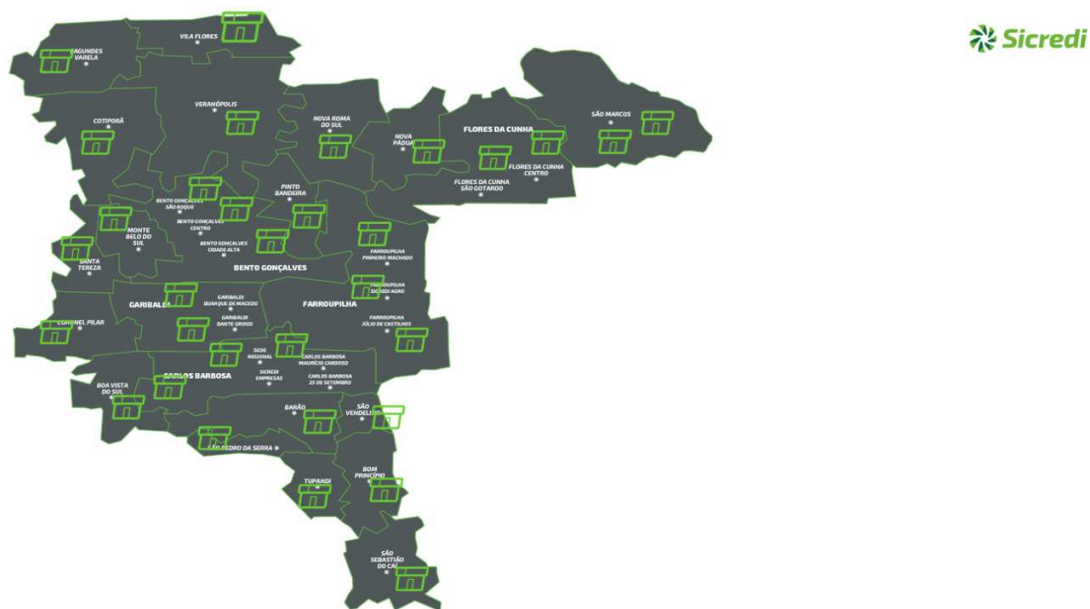 Sicredi
VILA FLORES
FAGUNDES
VARELA
VERANÓPOLIS
COTIPORÃ
NOVA ROMA
DO SUL
NOVA
PÁDUA
FLORES DA CUNHA
SÃO MARCOS
FLORES DA CUNHA
CENTRO
FLORES DA CUNHA
SÃO GOTARDO
PINTO
BANDEIRA
BENTO GONÇALVES
SÃO ROQUE
BENTO GONÇALVES
CENTRO
BENTO GONÇALVES
CIDADE ALTA
MONTE
BELO DO
SUL
SANTA
TEREZA
BENTO GONÇALVES
FARROUPILHA
PRIMEIRO MACHADO
FARROUPILHA
SICREDI AGRO
FARROUPILHA
FARROUPILHA
JÚLIO DE CASTILHOS
GARIBALDI
GARIBALDI
BUARQUE DE MACEDO
GARIBALDI
DANTE GROSSI
CORONEL PILAR
SEDE
REGIONAL
SICREDI
EMPRESAS
CARLOS BARBOSA
MAURÍCIO CARDOSO
CARLOS BARBOSA
25 DE SETEMBRO
CARLOS BARBOSA
BOA VISTA
DO SUL
BARÃO
SÃO
VENDELINO
SÃO PEDRO DA SERRA
TUPANDI
BOM
PRINCÍPIO
SÃO
SEBASTIÃO
DO CAÍ